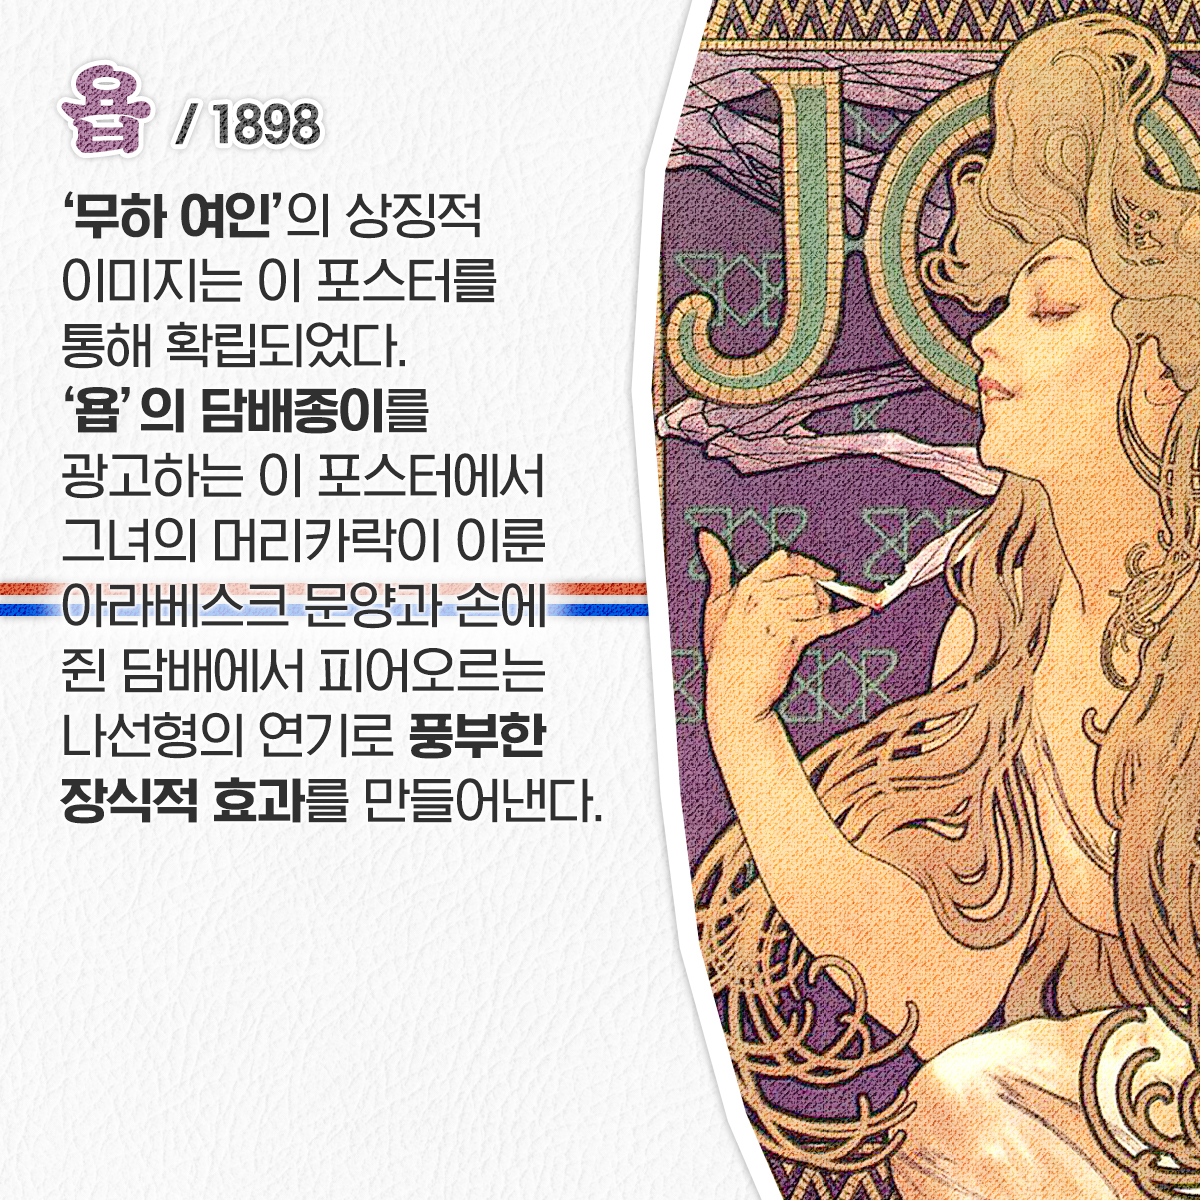 욥 / 1898
‘무하 여인’의 상징적
이미지는 이 포스터를
통해 확립되었다.
‘욥’ 의 담배종이를
광고하는 이 포스터에서
그녀의 머리카락이 이룬
아라베스크 문양과 손에
쥔 담배에서 피어오르는
나선형의 연기로 풍부한
장식적 효과를 만들어낸다.
JO